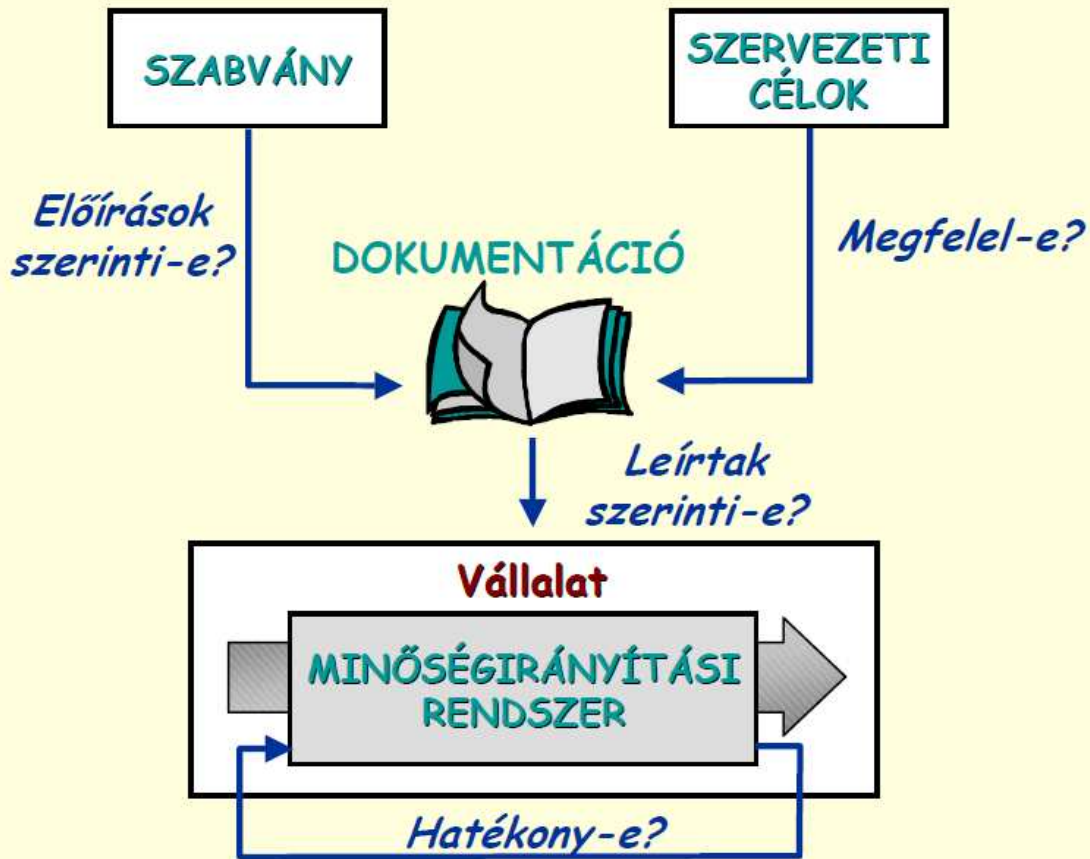 SZABVÁNY
SZERVEZETI
CÉLOK
Előírások
szerinti-e?
Megfelel-e?
DOKUMENTÁCIÓ
Leírtak
szerinti-e?
Vállalat
MINŐSÉGIRÁNYÍTÁSI
RENDSZER
Hatékony-e?